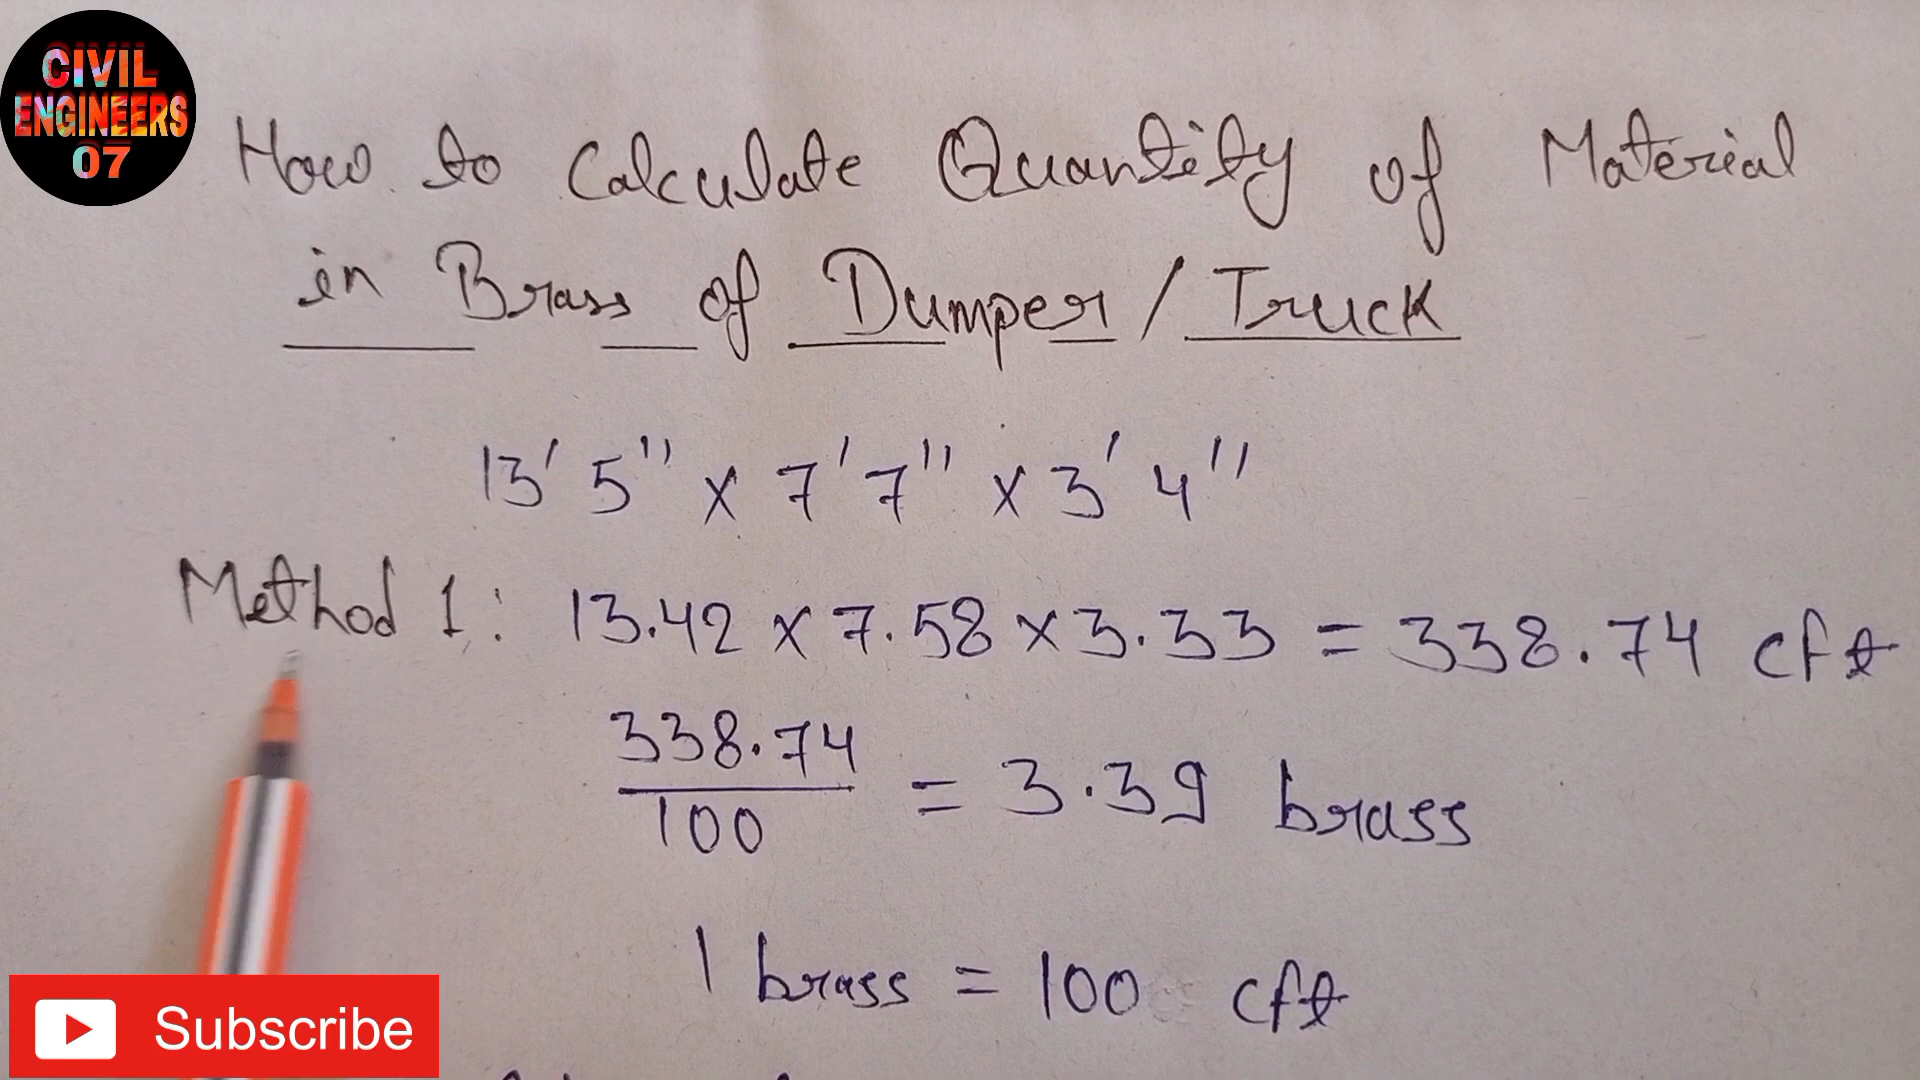 CIVIL
ENGINEERS
07
How to Calculate Quantity of Material
in Brass of Dumper / Truck
13' 5" x 7' 7" x 3' 4"
Method 1 : 13.42 x 7.58 x 3.33 = 338.74 cft
338.74
100
= 3.39 brass
1 brass = 100 cft
Subscribe